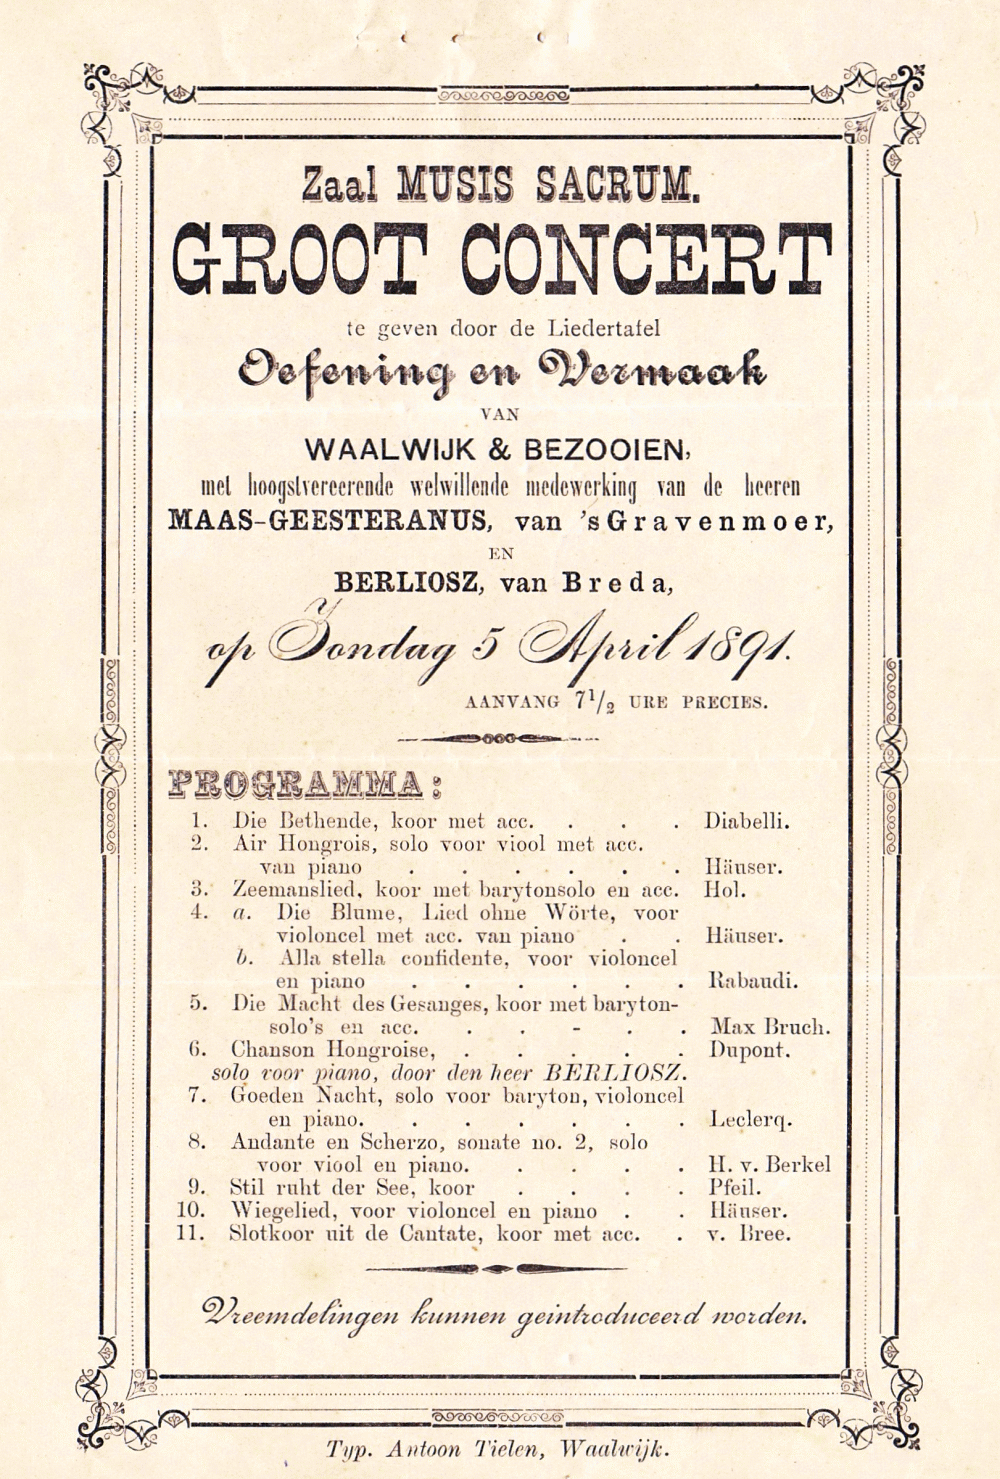 Zaal MUSIS SACRUM.
GROOT CONCERT
te geven door de Liedertafel
Oefening en Vermaak
VAN
WAALWIJK & BEZOOIEN,
met hoogstvereerende welwillende medewerking van de heeren
MAAS-GEESTERANUS, van 's Gravenmoer,
EN
BERLIOSZ, van Breda,
op Zondag 5 April 1891.
AANVANG 7 1/2 URE PRECIES.
PROGRAMMA:
1. Die Bethende, koor met acc. . . . Diabelli.
2. Air Hongrois, solo voor viool met acc.
van piano . . . . . . Häuser.
3. Zeemanslied, koor met barytonsolo en acc. Hol.
4. a. Die Blume, Lied ohne Wörte, voor
violoncel met acc. van piano . . Häuser.
b. Alla stella confidente, voor violoncel
en piano . . . . . . Rabaudi.
5. Die Macht des Gesanges, koor met baryton-
solo's en acc. . . - . . Max Bruch.
6. Chanson Hongroise, . . . . . Dupont.
solo voor piano, door den heer BERLIOSZ.
7. Goeden Nacht, solo voor baryton, violoncel
en piano. . . . . . . Leclerq.
8. Andante en Scherzo, sonate no. 2, solo
voor viool en piano. . . . . H. v. Berkel
9. Stil ruht der See, koor . . . . Pfeil.
10. Wiegelied, voor violoncel en piano . . Häuser.
11. Slotkoor uit de Cantate, koor met acc. . v. Bree.
Vreemdelingen kunnen geintroduceerd worden.
Typ. Antoon Tielen, Waalwijk.